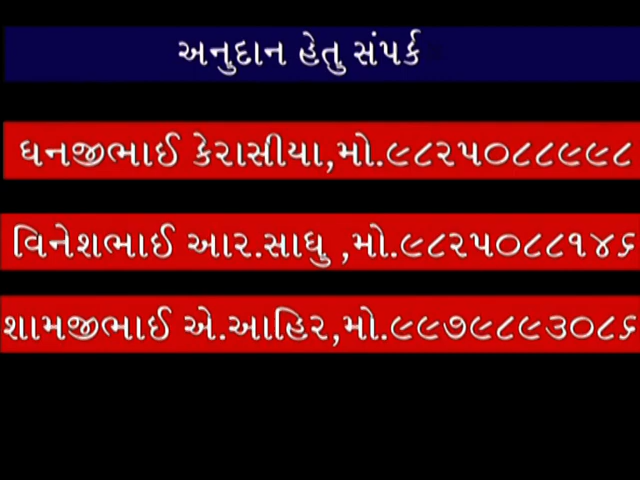 અનુદાન હેતુ સંપર્ક
ધનજીભાઈ કેરાસીયા,મો.૯૮૨૫૦૮૮૯૯૮
વિનેશભાઈ આર.સાધુ ,મો.૯૮૨૫૦૮૮૧૪૬
શામજીભાઈ એ.આહિર,મો.૯૯૭૯૮૯૩૦૮૬